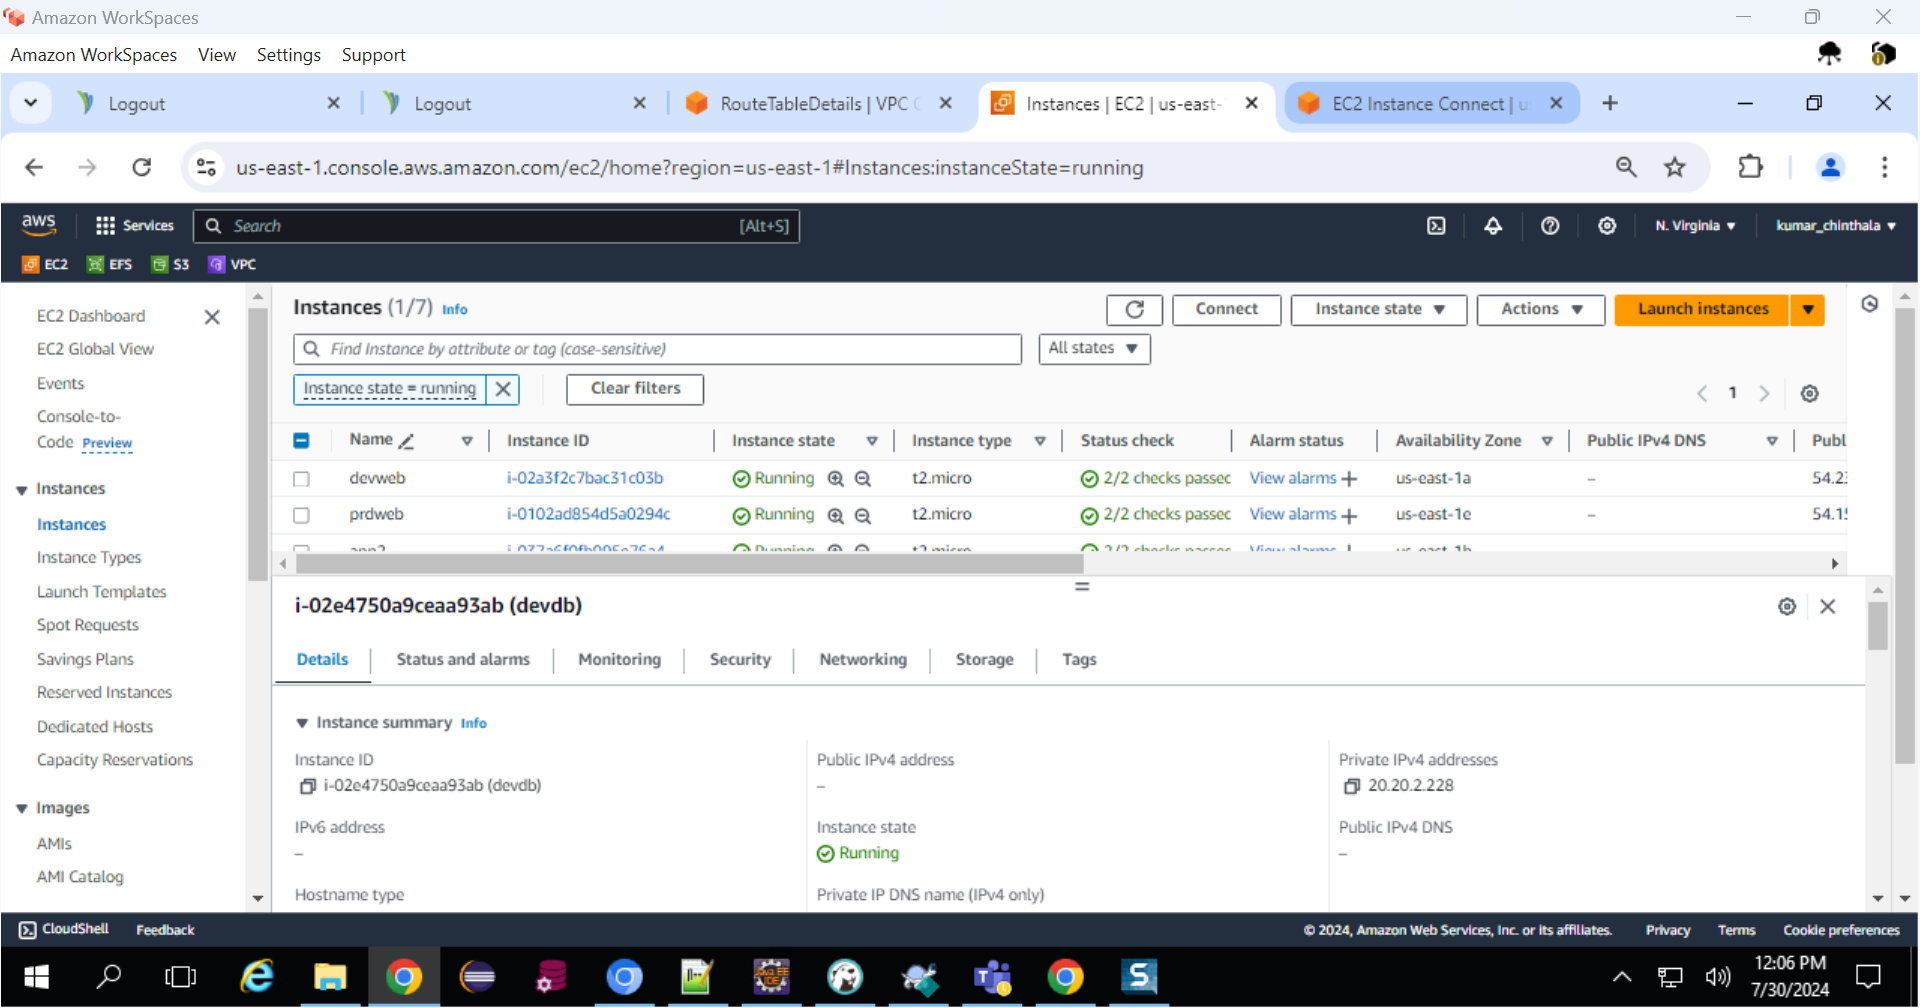 Amazon WorkSpaces
Amazon WorkSpaces View Settings Support
Logout
Logout
RouteTableDetails | VPC
Instances | EC2 | us-east-
EC2 Instance Connect |
us-east-1.console.aws.amazon.com/ec2/home?region=us-east-1#Instances:instanceState=running
aws
Services
Search
[Alt+S]
N. Virginia
kumar_chinthala
EC2
EFS
S3
VPC
EC2 Dashboard
EC2 Global View
Events
Console-to-
Code Preview
Instances
Instances
Instance Types
Launch Templates
Spot Requests
Savings Plans
Reserved Instances
Dedicated Hosts
Capacity Reservations
Images
AMIs
AMI Catalog
Instances (1/7) Info
Connect
Instance state
Actions
Launch instances
Find Instance by attribute or tag (case-sensitive)
All states
Instance state = running
Clear filters
1
Name Instance ID Instance state Instance type Status check Alarm status Availability Zone Public IPv4 DNS Publ
devweb i-02a3f2c7bac31c03b Running t2.micro 2/2 checks passec View alarms + us-east-1a –
prdweb i-0102ad854d5a0294c Running t2.micro 2/2 checks passec View alarms + us-east-1e –
i-02e4750a9ceaa93ab (devdb)
Details Status and alarms Monitoring Security Networking Storage Tags
Instance summary Info
Instance ID
i-02e4750a9ceaa93ab (devdb)
Public IPv4 address
–
Private IPv4 addresses
20.20.2.228
IPv6 address
–
Instance state
Running
Public IPv4 DNS
–
Hostname type
Private IP DNS name (IPv4 only)
CloudShell Feedback
© 2024, Amazon Web Services, Inc. or its affiliates. Privacy Terms Cookie preferences
12:06 PM
7/30/2024